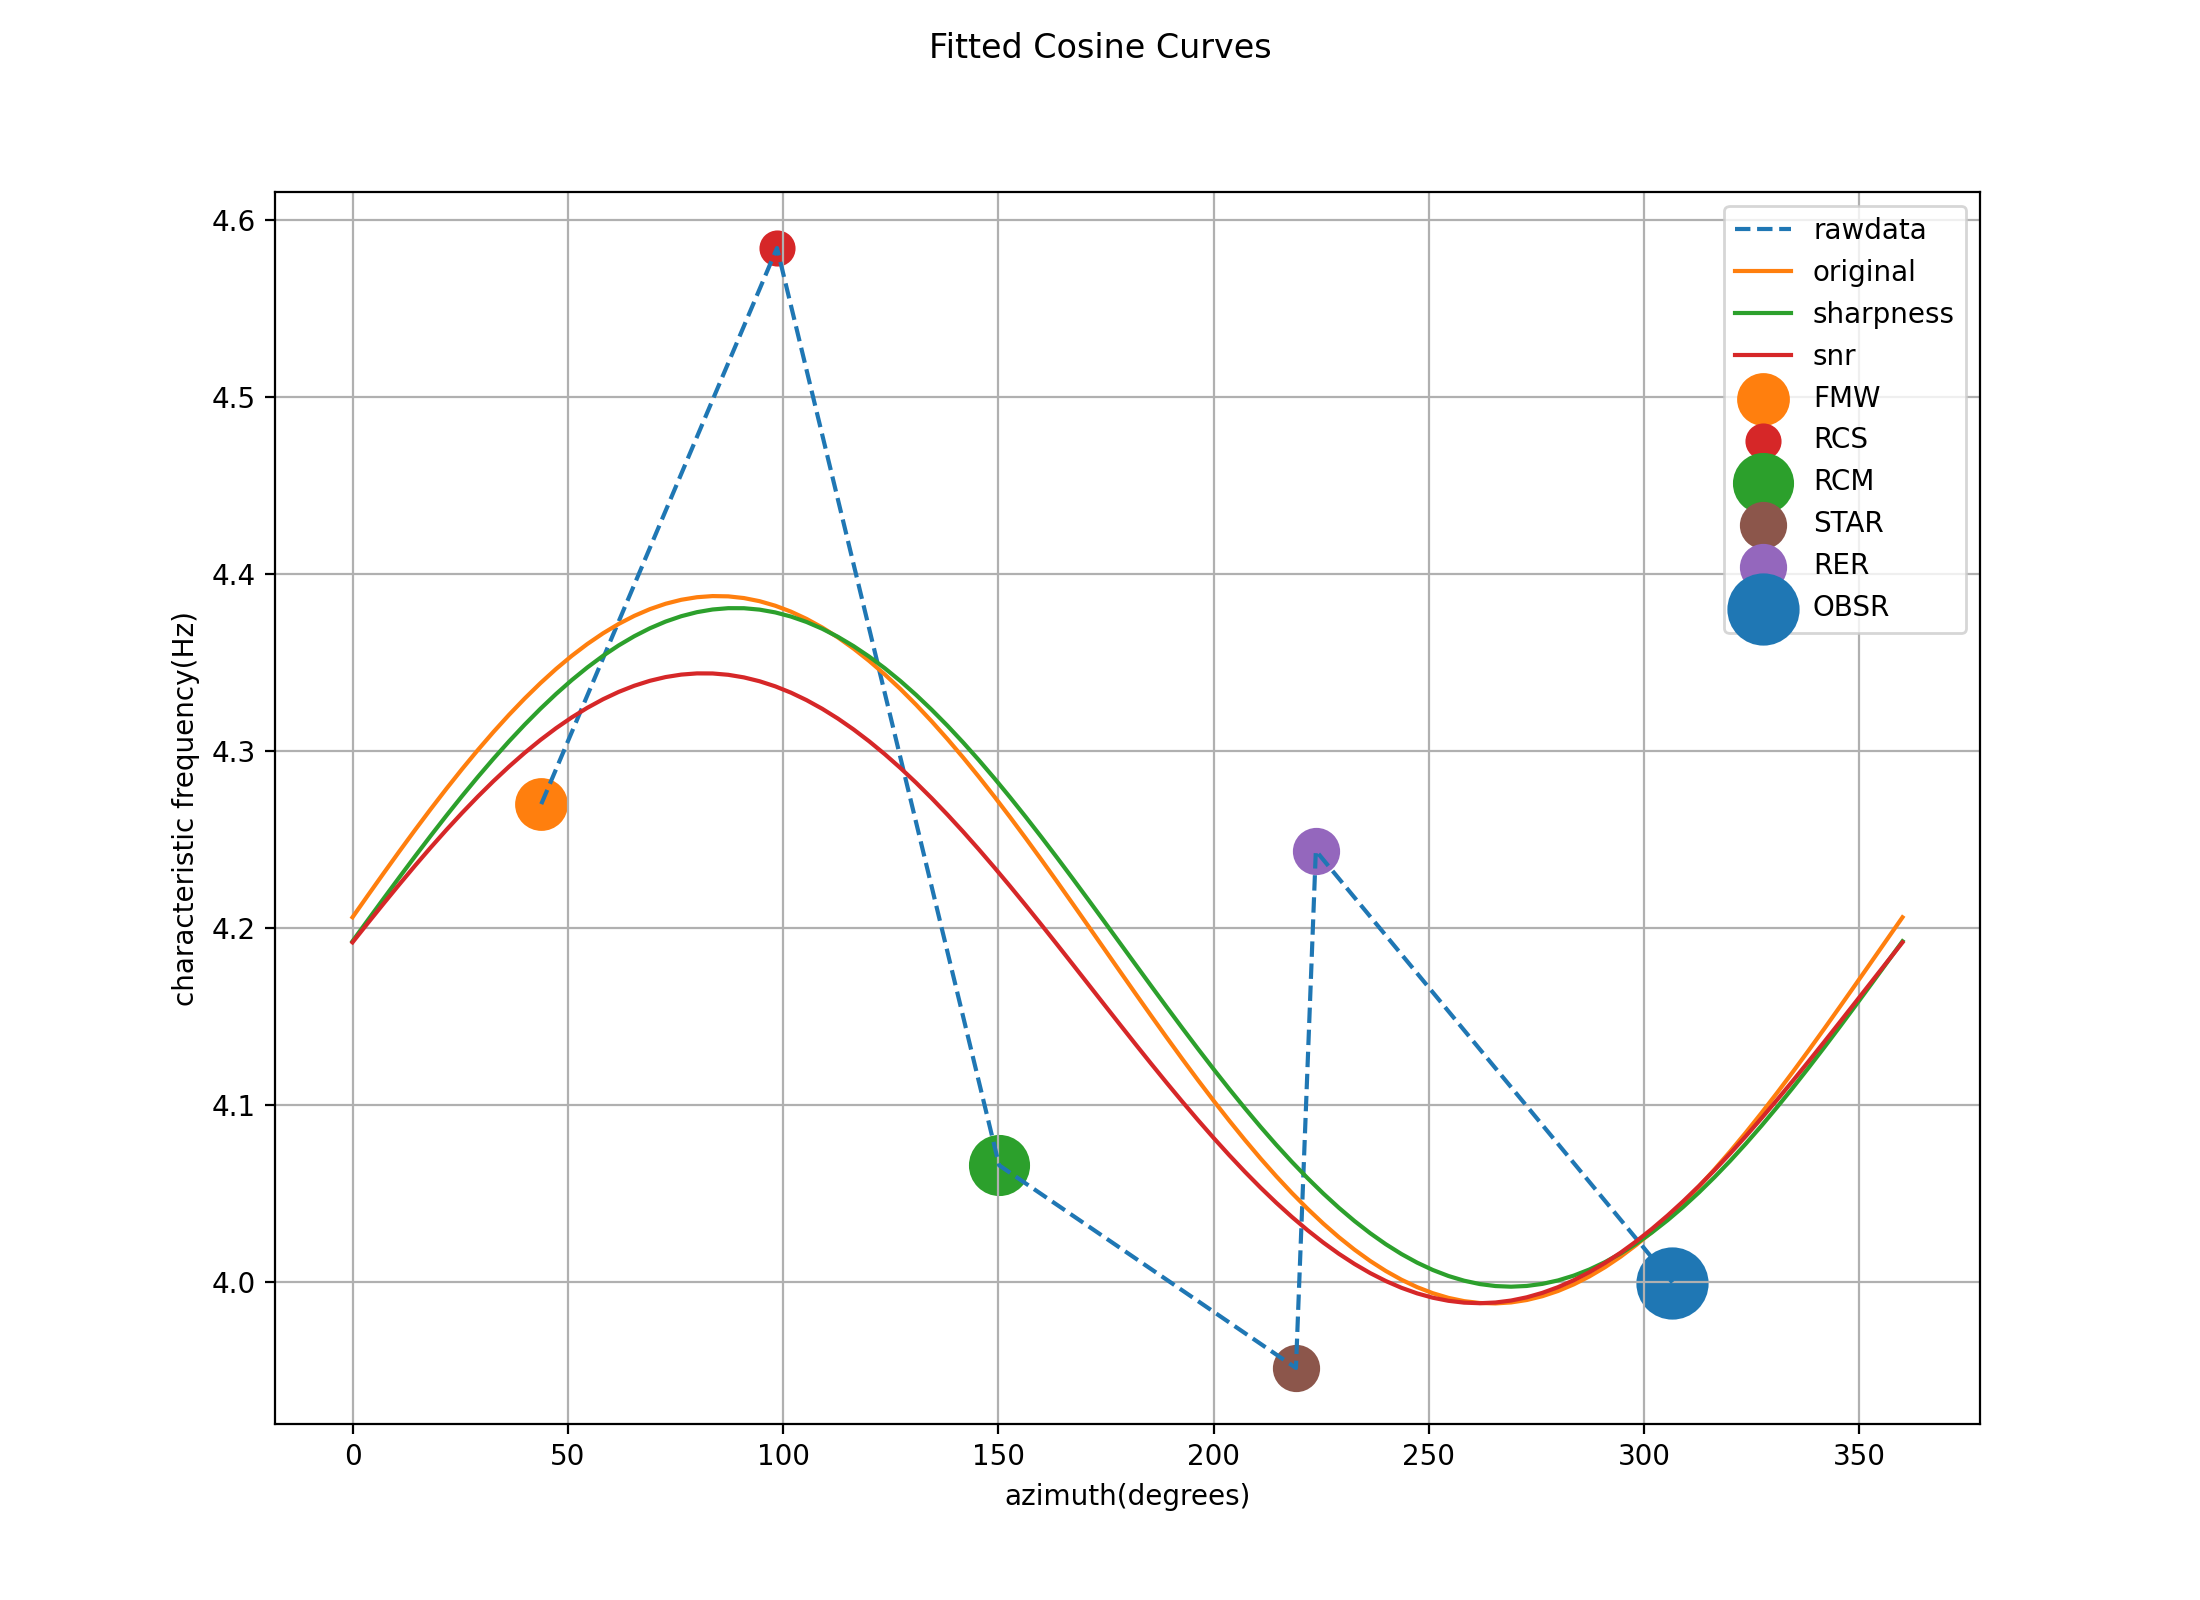 Fitted Cosine Curves
4.6
4.5
4.4
4.3
4.2
4.1
4.0
characteristic frequency(Hz)
rawdata
original
sharpness
snr
FMW
RCS
RCM
STAR
RER
OBSR
0 50 100 150 200 250 300 350
azimuth(degrees)